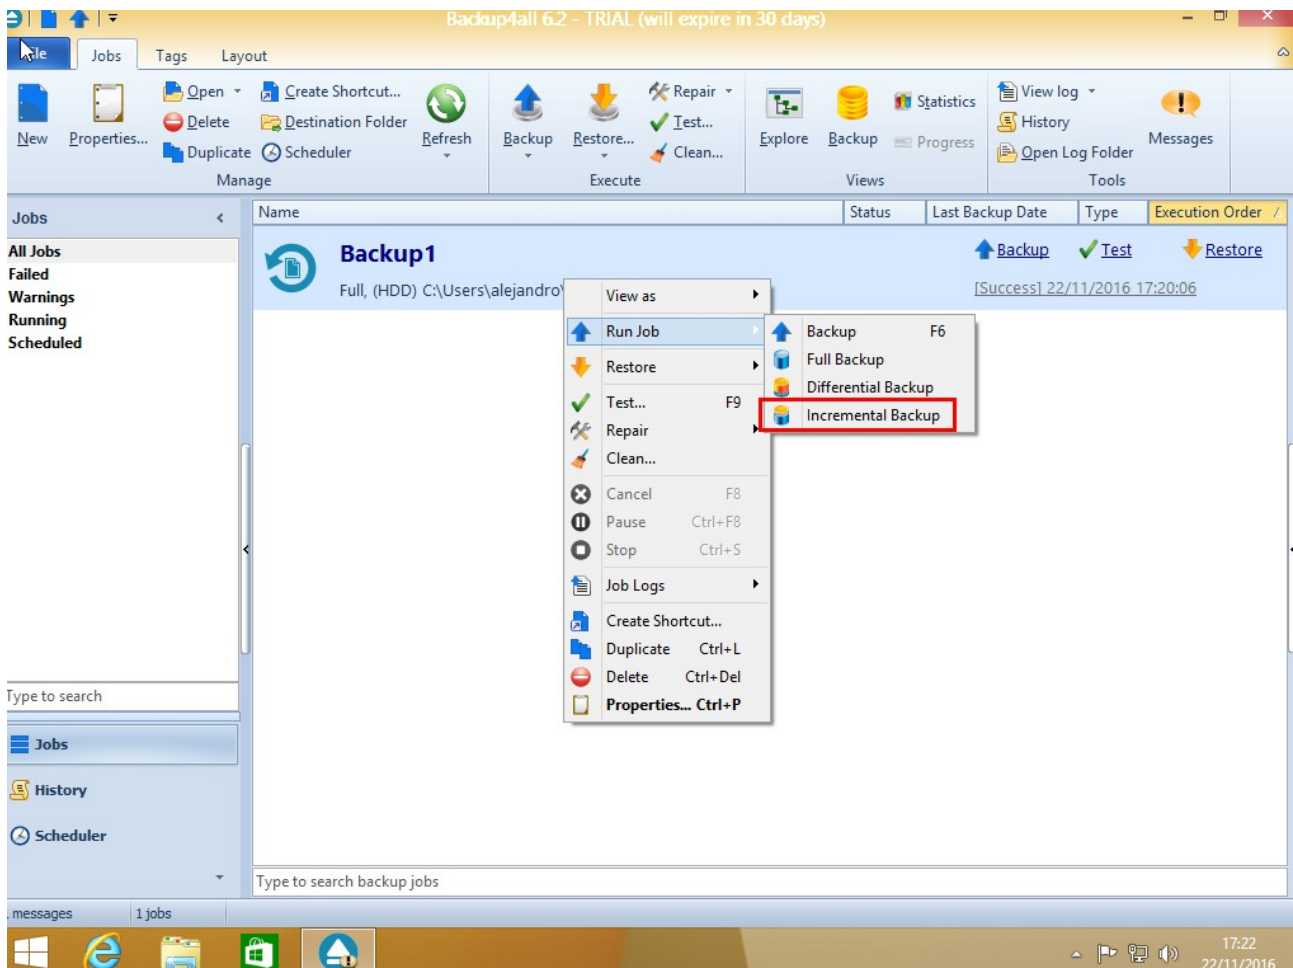 Backup4all 6.2 - TRIAL (will expire in 30 days)
File Jobs Tags Layout
New
Properties...
Open
Delete
Duplicate
Create Shortcut...
Destination Folder
Scheduler
Refresh
Manage
Backup
Restore...
Repair
Test...
Clean...
Execute
Explore
Backup
Statistics
Progress
Views
View log
History
Open Log Folder
Tools
Messages
Jobs
All Jobs
Failed
Warnings
Running
Scheduled
Type to search
Jobs
History
Scheduler
Name Status Last Backup Date Type Execution Order
Backup1 Backup Test Restore
Full, (HDD) C:\Users\alejandro\ [Success] 22/11/2016 17:20:06
View as
Run Job
Restore
Test... F9
Repair
Clean...
Cancel F8
Pause Ctrl+F8
Stop Ctrl+S
Job Logs
Create Shortcut...
Duplicate Ctrl+L
Delete Ctrl+Del
Properties... Ctrl+P
Backup F6
Full Backup
Differential Backup
Incremental Backup
Type to search backup jobs
messages 1 jobs
17:22
22/11/2016